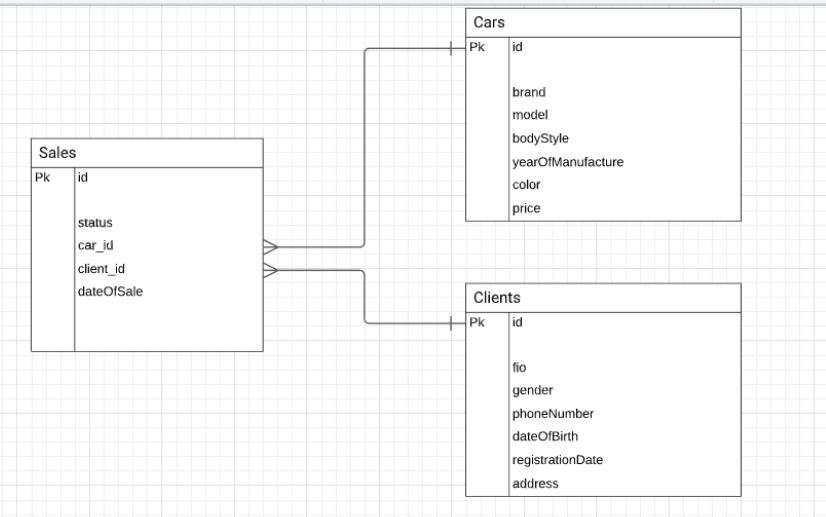 Cars
Pk id
brand
model
bodyStyle
yearOfManufacture
color
price
Sales
Pk id
status
car_id
client_id
dateOfSale
Clients
Pk id
fio
gender
phoneNumber
dateOfBirth
registrationDate
address